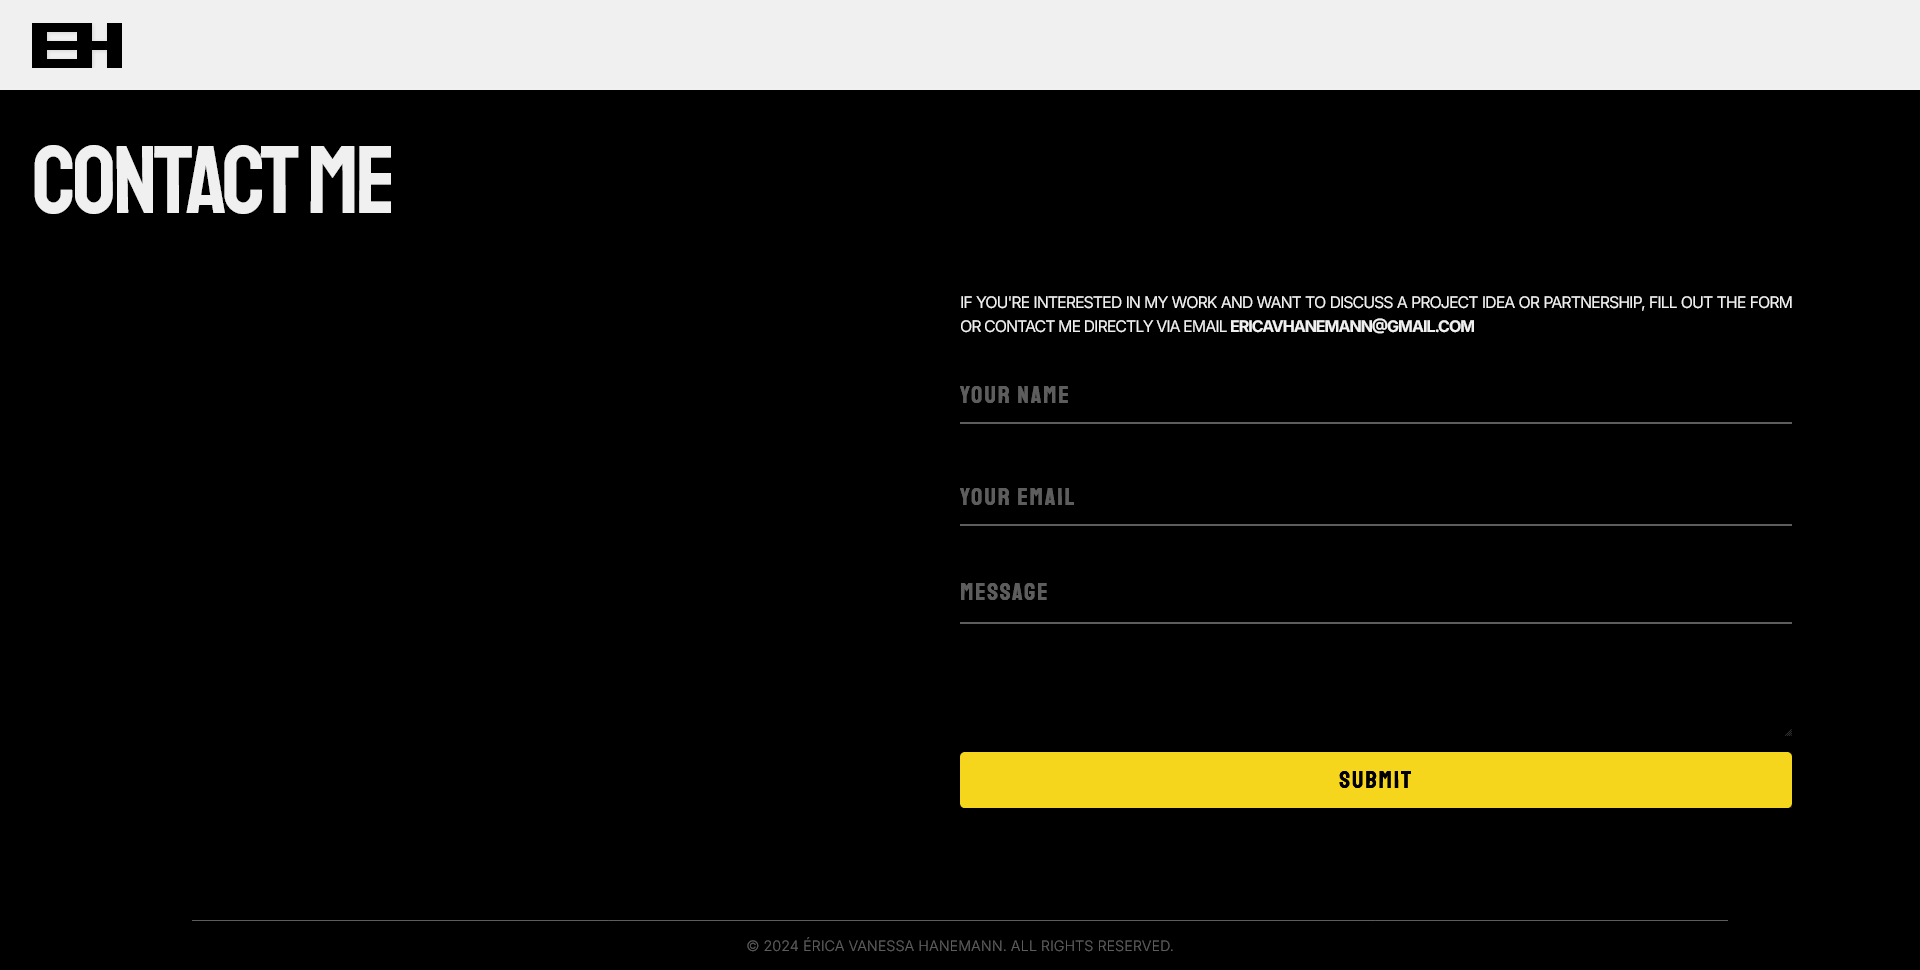 EH
CONTACT ME
IF YOU'RE INTERESTED IN MY WORK AND WANT TO DISCUSS A PROJECT IDEA OR PARTNERSHIP, FILL OUT THE FORM
OR CONTACT ME DIRECTLY VIA EMAIL ERICAVHANEMANN@GMAIL.COM
YOUR NAME
YOUR EMAIL
MESSAGE
SUBMIT
© 2024 ÉRICA VANESSA HANEMANN. ALL RIGHTS RESERVED.